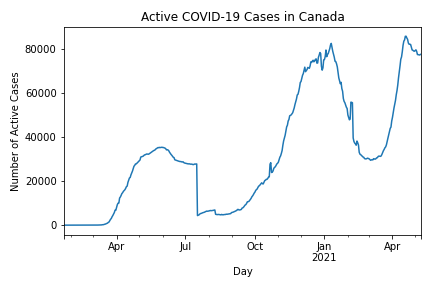 Active COVID-19 Cases in Canada
Number of Active Cases
80000
60000
40000
20000
0
Apr
Jul
Oct
Jan
2021
Apr
Day